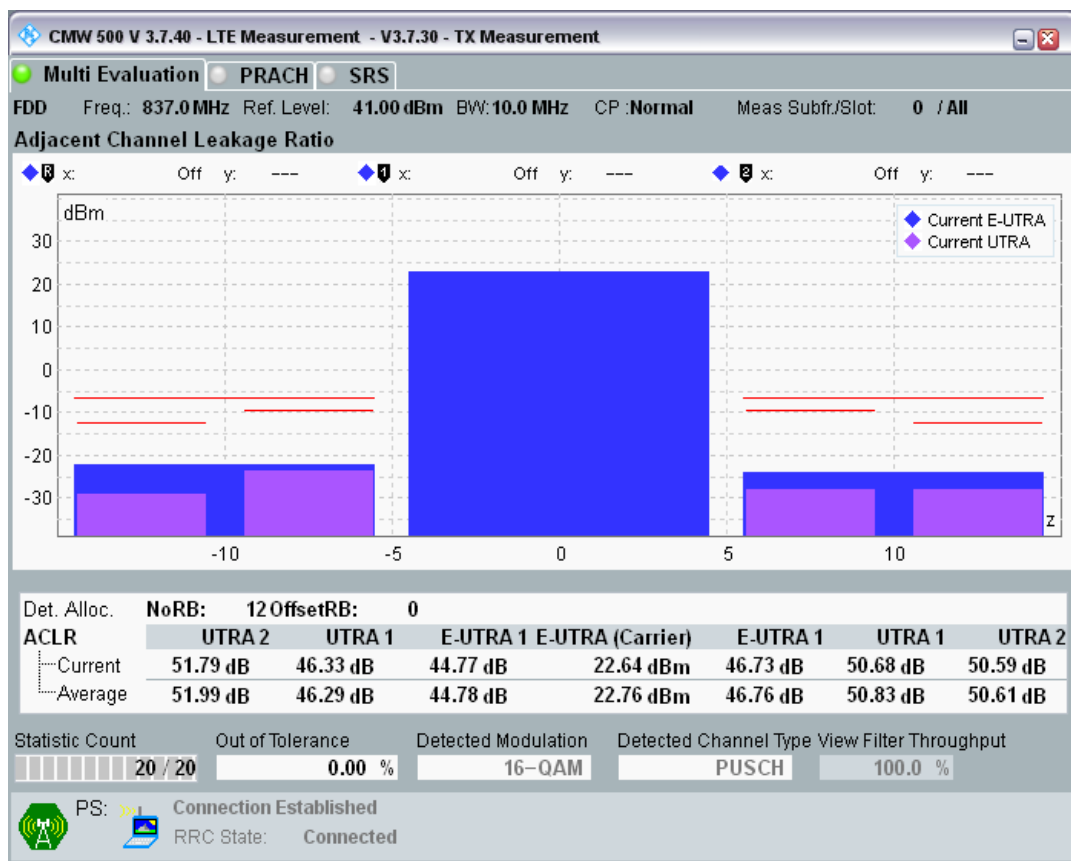 CMW 500 V 3.7.40 - LTE Measurement - V3.7.30 - TX Measurement
Multi Evaluation PRACH SRS
FDD Freq.: 837.0 MHz Ref. Level: 41.00 dBm BW: 10.0 MHz CP :Normal Meas Subfr./Slot: 0 / All
Adjacent Channel Leakage Ratio
R x: Off y: --- 1 x: Off y: --- 2 x: Off y: ---
dBm
Current E-UTRA
Current UTRA
30
20
10
0
-10
-20
-30
z
-10 -5 0 5 10
Det. Alloc. NoRB: 12 OffsetRB: 0
ACLR UTRA 2 UTRA 1 E-UTRA 1 E-UTRA (Carrier) E-UTRA 1 UTRA 1 UTRA 2
Current 51.79 dB 46.33 dB 44.77 dB 22.64 dBm 46.73 dB 50.68 dB 50.59 dB
Average 51.99 dB 46.29 dB 44.78 dB 22.76 dBm 46.76 dB 50.83 dB 50.61 dB
Statistic Count Out of Tolerance Detected Modulation Detected Channel Type View Filter Throughput
20 / 20 0.00 % 16-QAM PUSCH 100.0 %
PS: Connection Established
RRC State: Connected